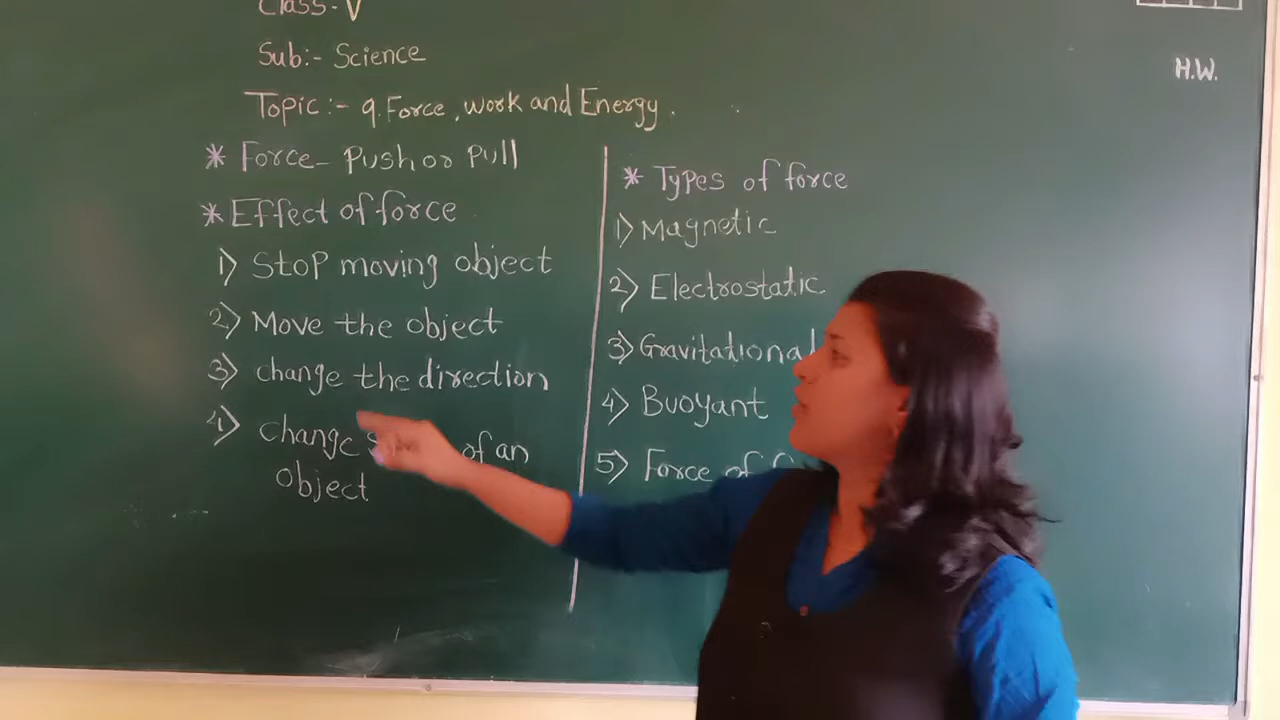 Class - V
Sub:- Science
Topic:- 9. Force, work and Energy.
* Force - Push or Pull
* Effect of force
1) Stop moving object
2) Move the object
3) change the direction
4) change of an
object
* Types of force
1) Magnetic
2) Electrostatic
3) Gravitational
4) Buoyant
5) Force of
H.W.